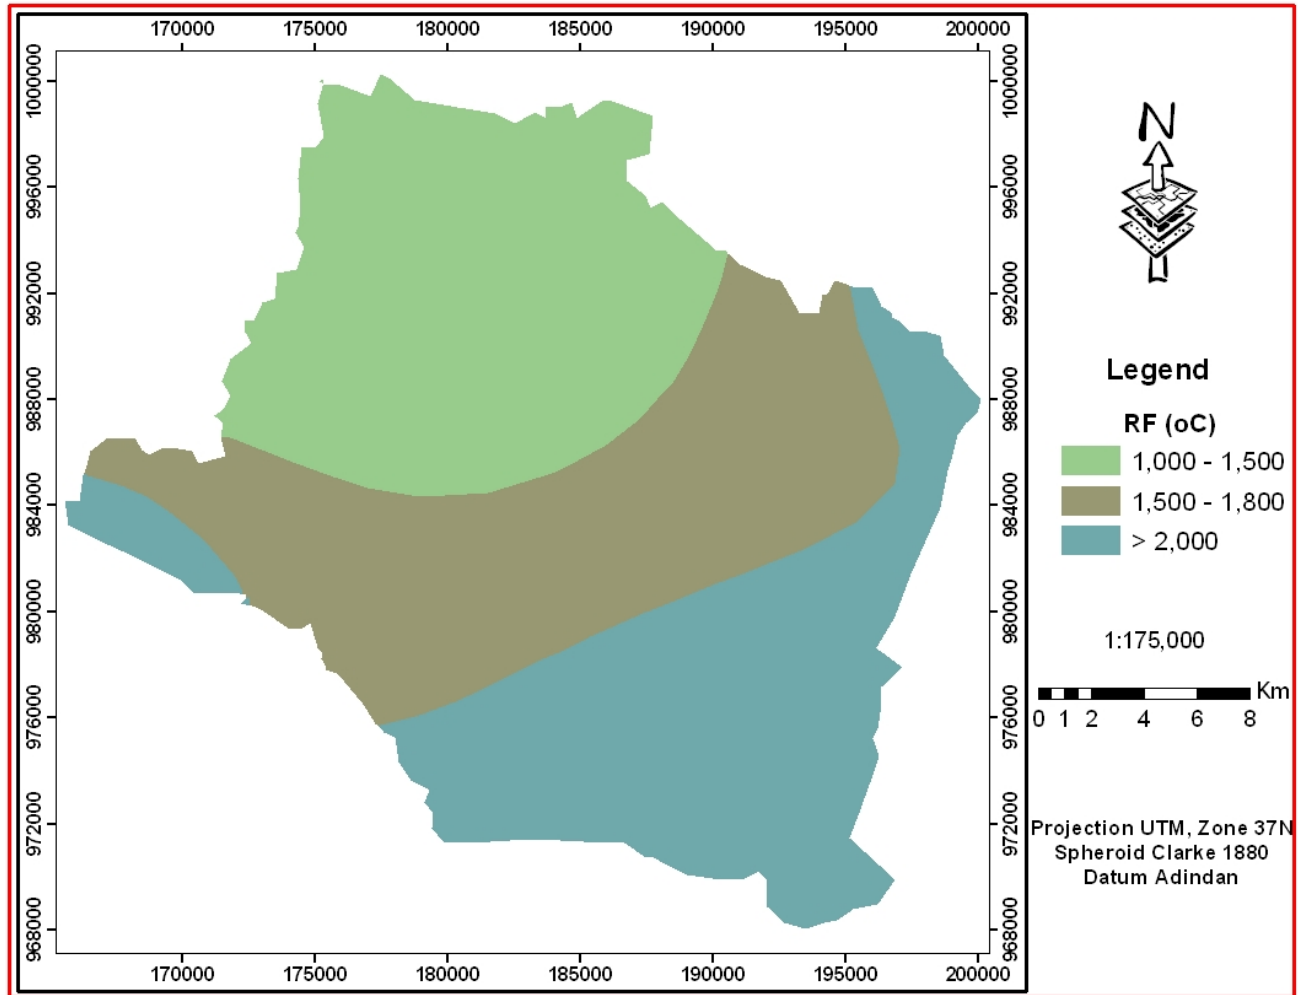 170000 175000 180000 185000 190000 195000 200000
1000000 1000000
996000 996000
992000 992000
988000 988000
984000 984000
980000 980000
976000 976000
972000 972000
968000 968000
170000 175000 180000 185000 190000 195000 200000
N
Legend
RF (oC)
1,000 - 1,500
1,500 - 1,800
> 2,000
1:175,000
Km
0 1 2 4 6 8
Projection UTM, Zone 37N
Spheroid Clarke 1880
Datum Adindan